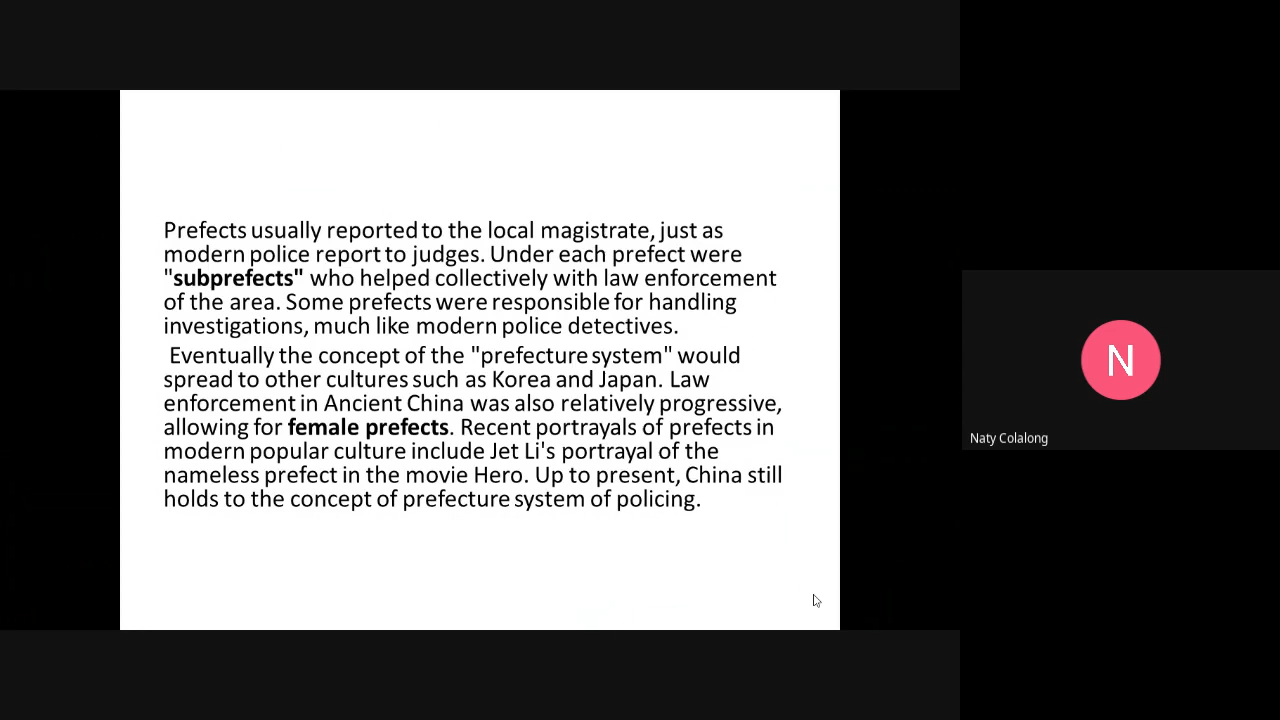 Prefects usually reported to the local magistrate, just as
modern police report to judges. Under each prefect were
"subprefects" who helped collectively with law enforcement
of the area. Some prefects were responsible for handling
investigations, much like modern police detectives.
Eventually the concept of the "prefecture system" would
spread to other cultures such as Korea and Japan. Law
enforcement in Ancient China was also relatively progressive,
allowing for female prefects. Recent portrayals of prefects in
modern popular culture include Jet Li's portrayal of the
nameless prefect in the movie Hero. Up to present, China still
holds to the concept of prefecture system of policing.
N
Naty Colalong